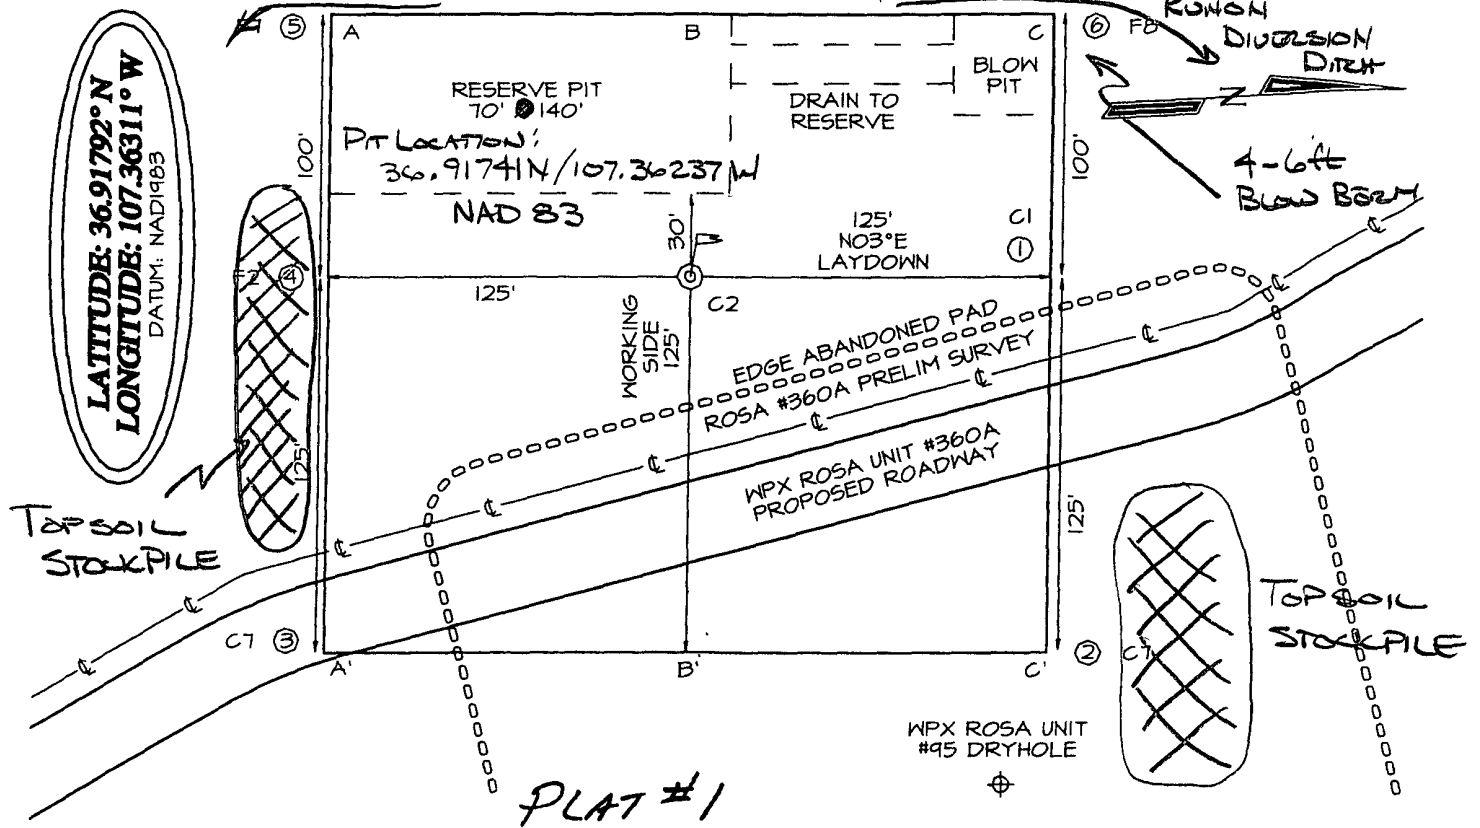 RUNON
DIVERSION
DITCH
⑤
A
B
C
⑥ F8
BLOW
PIT
RESERVE PIT
70' 140'
DRAIN TO
RESERVE
N
PIT LOCATION:
36.91741N/107.36237W
NAD 83
4-6ft
BLOW BERM
LATITUDE: 36.91792° N
LONGITUDE: 107.36311° W
DATUM: NAD1983
100'
100'
30'
125'
N03°E
LAYDOWN
C1
①
④
125'
C2
WORKING
SIDE
125'
EDGE ABANDONED PAD
ROSA #360A PRELIM SURVEY
WPX ROSA UNIT #360A
PROPOSED ROADWAY
125'
125'
TOPSOIL
STOCKPILE
TOPSOIL
STOCKPILE
C7 ③
A'
B'
C'
② C7
WPX ROSA UNIT
#95 DRYHOLE
PLAT #1